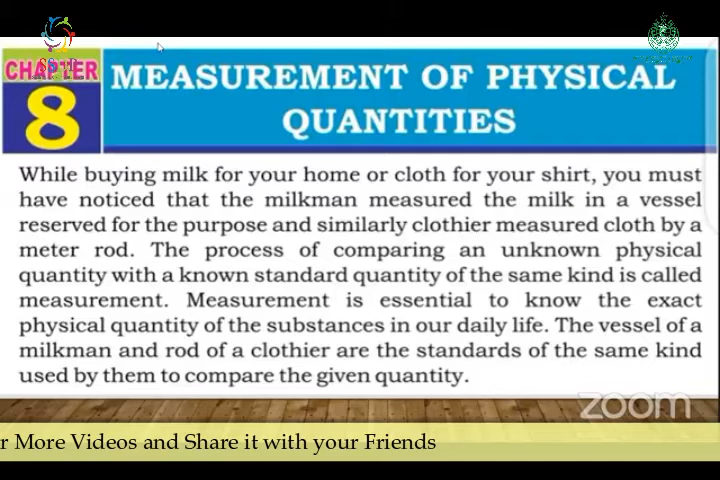 CHAPTER
8
MEASUREMENT OF PHYSICAL
QUANTITIES
While buying milk for your home or cloth for your shirt, you must
have noticed that the milkman measured the milk in a vessel
reserved for the purpose and similarly clothier measured cloth by a
meter rod. The process of comparing an unknown physical
quantity with a known standard quantity of the same kind is called
measurement. Measurement is essential to know the exact
physical quantity of the substances in our daily life. The vessel of a
milkman and rod of a clothier are the standards of the same kind
used by them to compare the given quantity.
zoom
r More Videos and Share it with your Friends